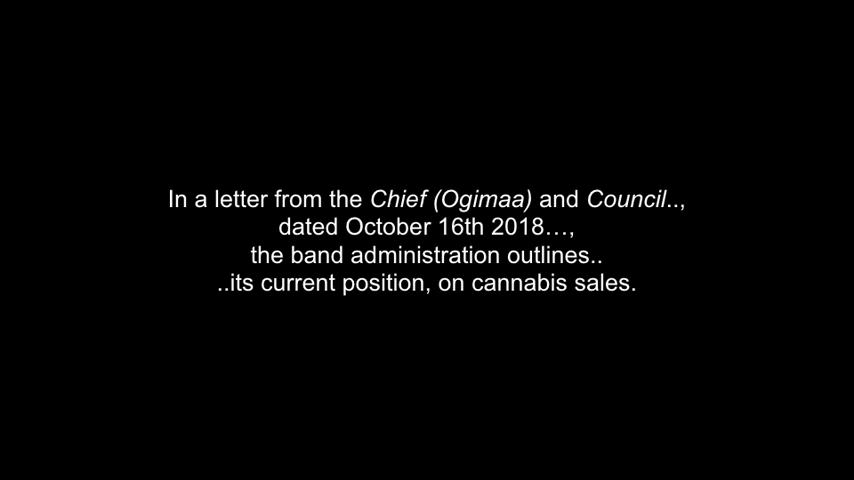 In a letter from the Chief (Ogimaa) and Council..,
dated October 16th 2018…,
the band administration outlines..
..its current position, on cannabis sales.